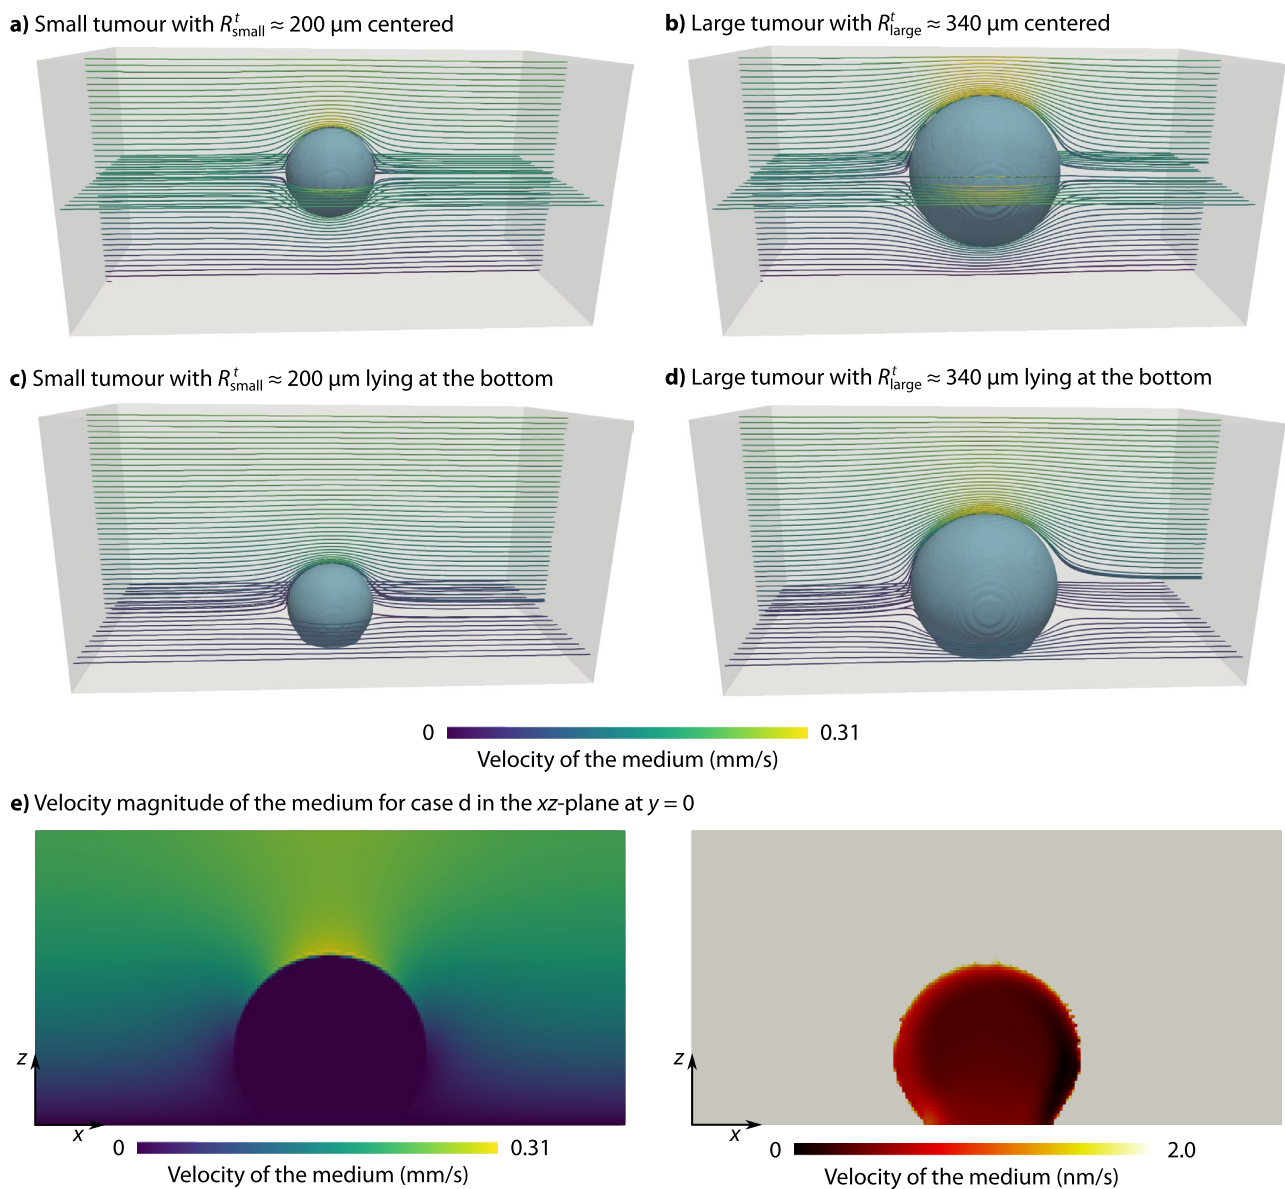 a) Small tumour with R^t_small ≈ 200 µm centered
b) Large tumour with R^t_large ≈ 340 µm centered
c) Small tumour with R^t_small ≈ 200 µm lying at the bottom
d) Large tumour with R^t_large ≈ 340 µm lying at the bottom
0 0.31
Velocity of the medium (mm/s)
e) Velocity magnitude of the medium for case d in the xz-plane at y = 0
z
x
0 0.31
Velocity of the medium (mm/s)
z
x
0 2.0
Velocity of the medium (nm/s)